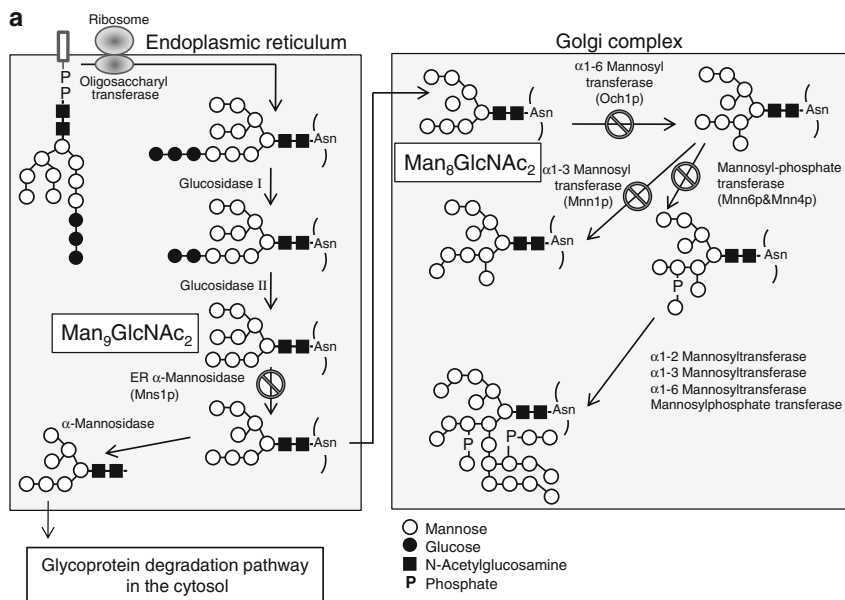 a
Ribosome
Endoplasmic reticulum
P
P
Oligosaccharyl
transferase
Asn
Glucosidase I
Asn
Glucosidase II
Man₉GlcNAc₂
Asn
ER α-Mannosidase
(Mns1p)
α-Mannosidase
Asn
Glycoprotein degradation pathway
in the cytosol
Golgi complex
α1-6 Mannosyl
transferase
(Och1p)
Asn
Asn
Man₈GlcNAc₂
α1-3 Mannosyl
transferase
(Mnn1p)
Mannosyl-phosphate
transferase
(Mnn6p&Mnn4p)
Asn
Asn
P
α1-2 Mannosyltransferase
α1-3 Mannosyltransferase
α1-6 Mannosyltransferase
Mannosylphosphate transferase
Asn
P
P
Mannose
Glucose
N-Acetylglucosamine
P Phosphate